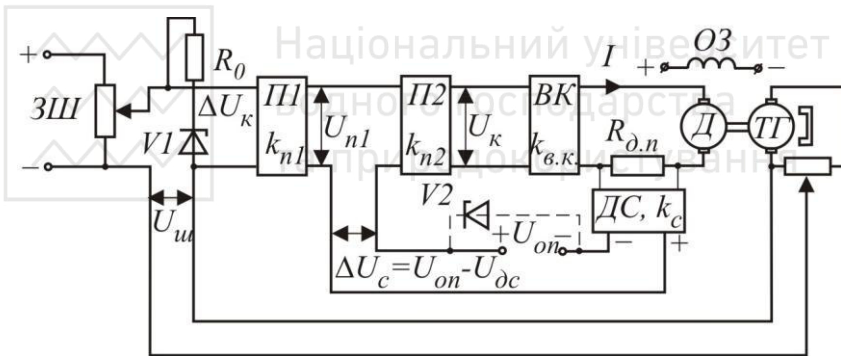 Національний університет
водного господарства
та природокористування
+
ЗШ
−
R₀
ΔUₖ
V1
Uш
П1
kп1
Uп1
П2
kп2
Uк
ВК
kв.к.
I
+ ОЗ −
Rд.п
Д
ТГ
V2
+Uоп−
ДС, kс
− +
ΔUс=Uоп-Uдс